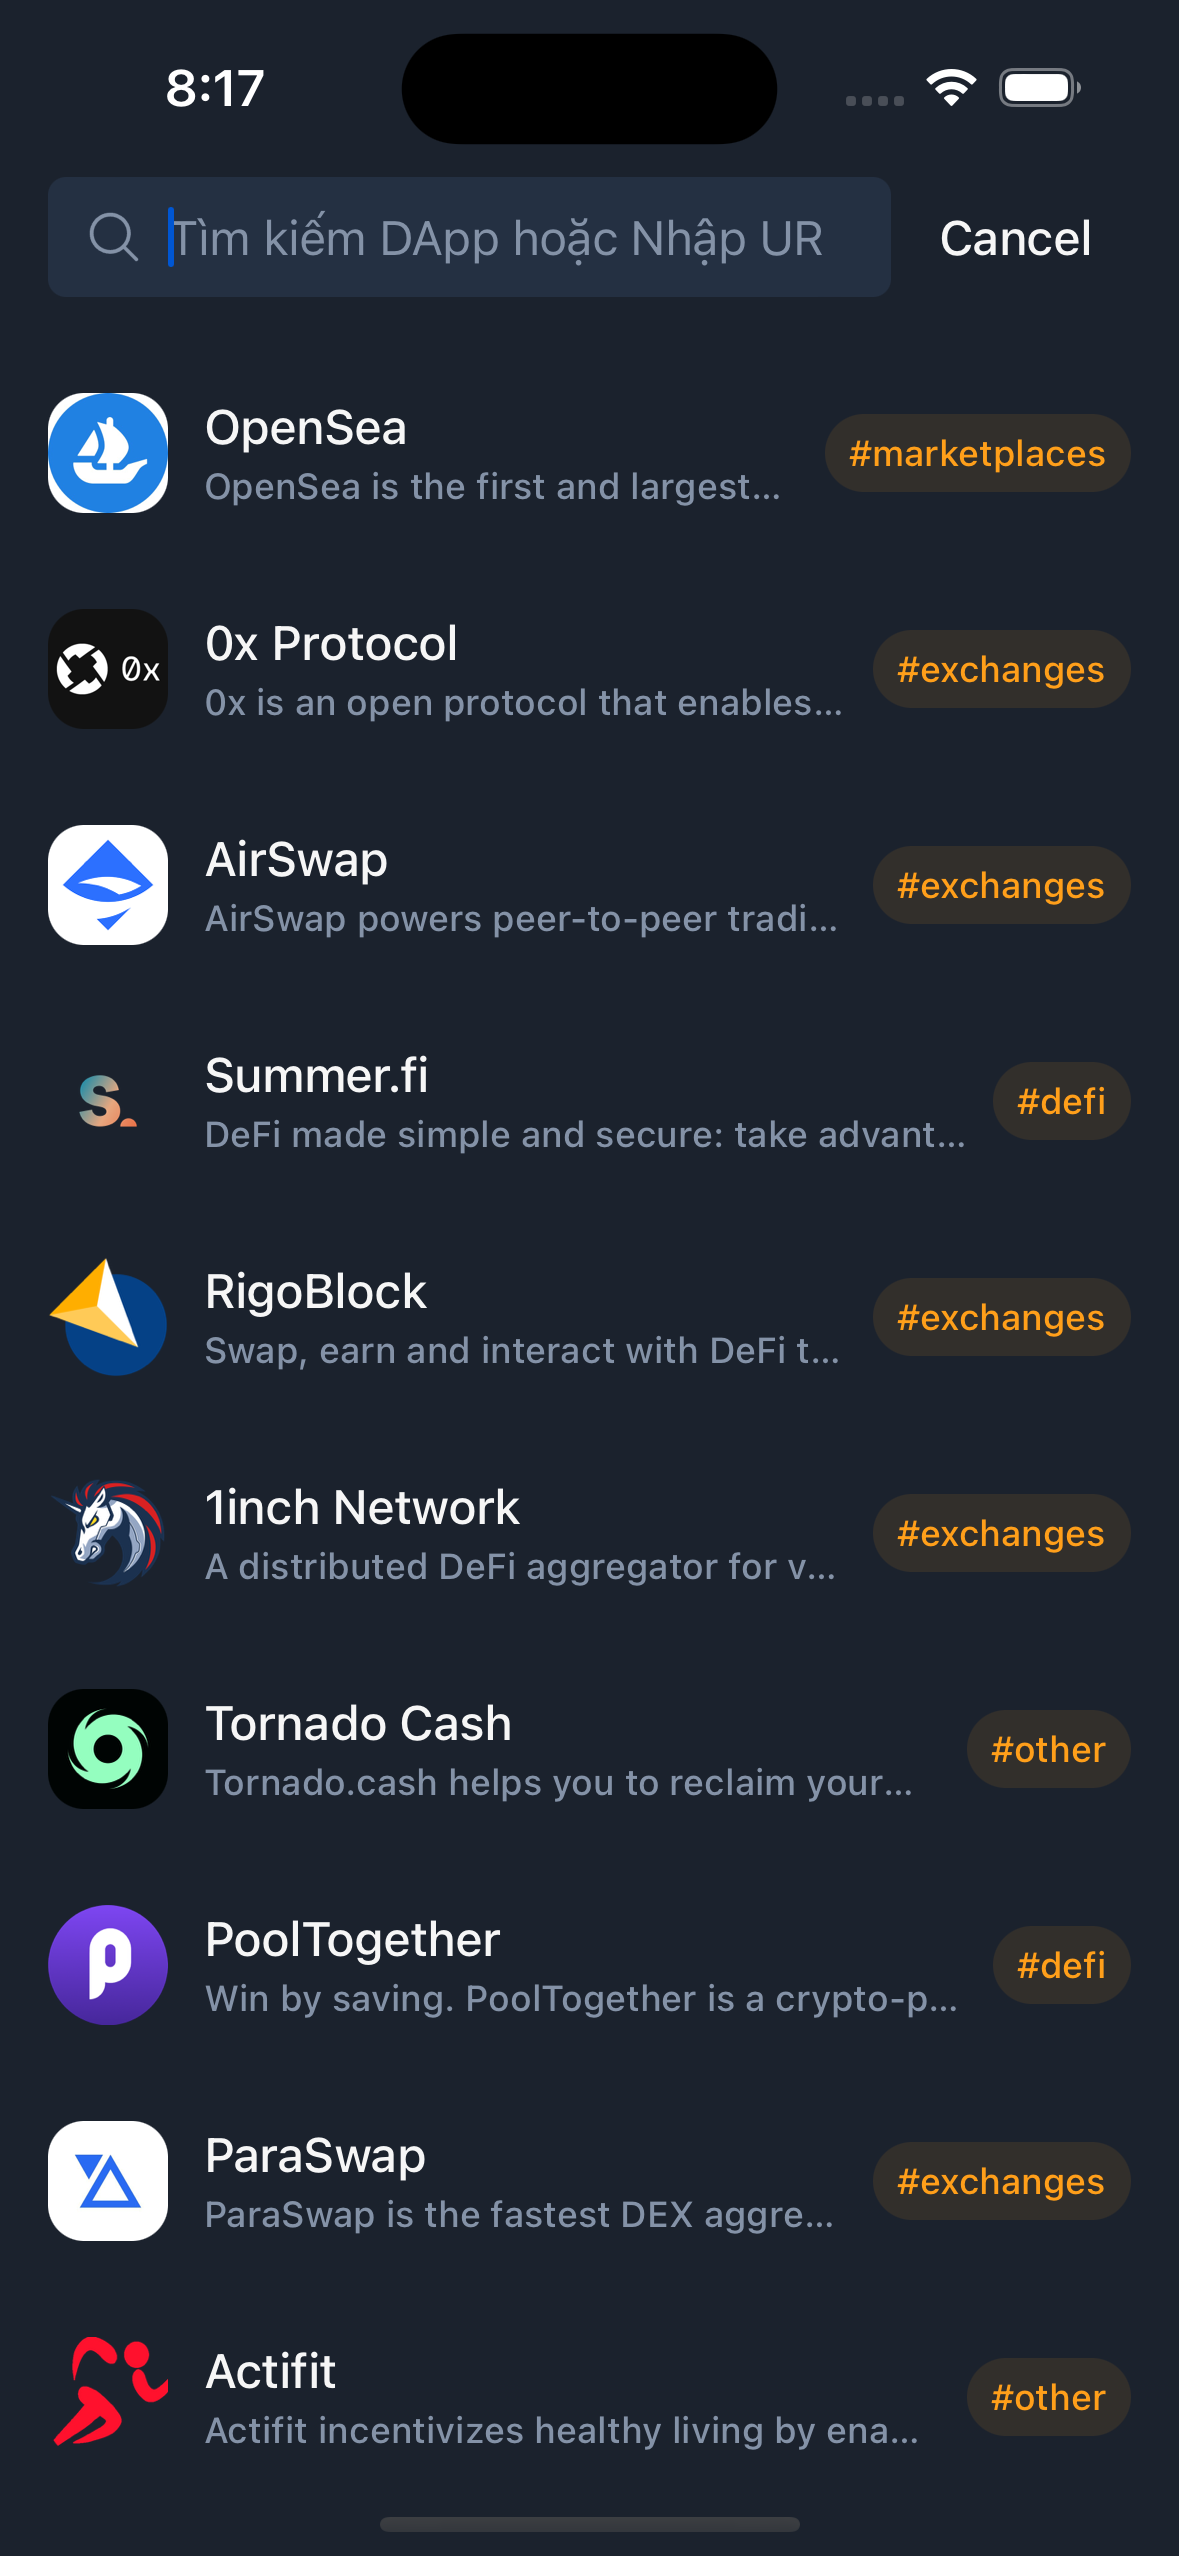 8:17
Tìm kiếm DApp hoặc Nhập UR
Cancel
OpenSea
OpenSea is the first and largest...
#marketplaces
0x
0x Protocol
0x is an open protocol that enables...
#exchanges
AirSwap
AirSwap powers peer-to-peer tradi...
#exchanges
S.
Summer.fi
DeFi made simple and secure: take advant...
#defi
RigoBlock
Swap, earn and interact with DeFi t...
#exchanges
1inch Network
A distributed DeFi aggregator for v...
#exchanges
Tornado Cash
Tornado.cash helps you to reclaim your...
#other
PoolTogether
Win by saving. PoolTogether is a crypto-p...
#defi
ParaSwap
ParaSwap is the fastest DEX aggre...
#exchanges
Actifit
Actifit incentivizes healthy living by ena...
#other